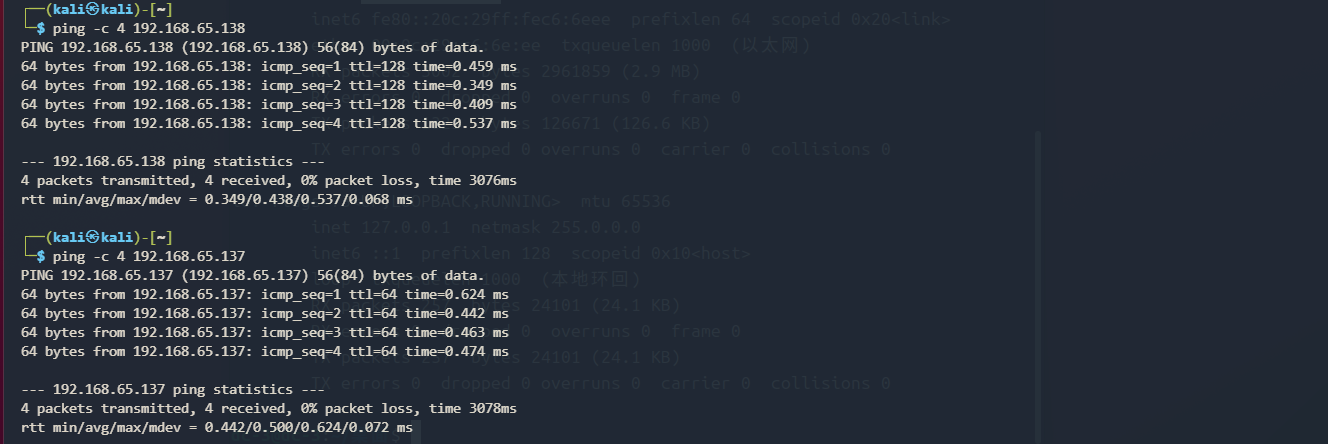 ┌──(kali㉿kali)-[~]
└─$ ping -c 4 192.168.65.138
PING 192.168.65.138 (192.168.65.138) 56(84) bytes of data.
64 bytes from 192.168.65.138: icmp_seq=1 ttl=128 time=0.459 ms
64 bytes from 192.168.65.138: icmp_seq=2 ttl=128 time=0.349 ms
64 bytes from 192.168.65.138: icmp_seq=3 ttl=128 time=0.409 ms
64 bytes from 192.168.65.138: icmp_seq=4 ttl=128 time=0.537 ms
--- 192.168.65.138 ping statistics ---
4 packets transmitted, 4 received, 0% packet loss, time 3076ms
rtt min/avg/max/mdev = 0.349/0.438/0.537/0.068 ms
┌──(kali㉿kali)-[~]
└─$ ping -c 4 192.168.65.137
PING 192.168.65.137 (192.168.65.137) 56(84) bytes of data.
64 bytes from 192.168.65.137: icmp_seq=1 ttl=64 time=0.624 ms
64 bytes from 192.168.65.137: icmp_seq=2 ttl=64 time=0.442 ms
64 bytes from 192.168.65.137: icmp_seq=3 ttl=64 time=0.463 ms
64 bytes from 192.168.65.137: icmp_seq=4 ttl=64 time=0.474 ms
--- 192.168.65.137 ping statistics ---
4 packets transmitted, 4 received, 0% packet loss, time 3078ms
rtt min/avg/max/mdev = 0.442/0.500/0.624/0.072 ms
inet6 fe80::20c:29ff:fec6:6eee prefixlen 64 scopeid 0x20<link>
txqueuelen 1000 (以太网)
2961859 (2.9 MB)
overruns 0 frame 0
126671 (126.6 KB)
TX errors 0 dropped 0 overruns 0 carrier 0 collisions 0
mtu 65536
inet 127.0.0.1 netmask 255.0.0.0
inet6 ::1 prefixlen 128 scopeid 0x10<host>
(本地环回)
24101 (24.1 KB)
overruns 0 frame 0
24101 (24.1 KB)
TX errors 0 dropped 0 overruns 0 carrier 0 collisions 0